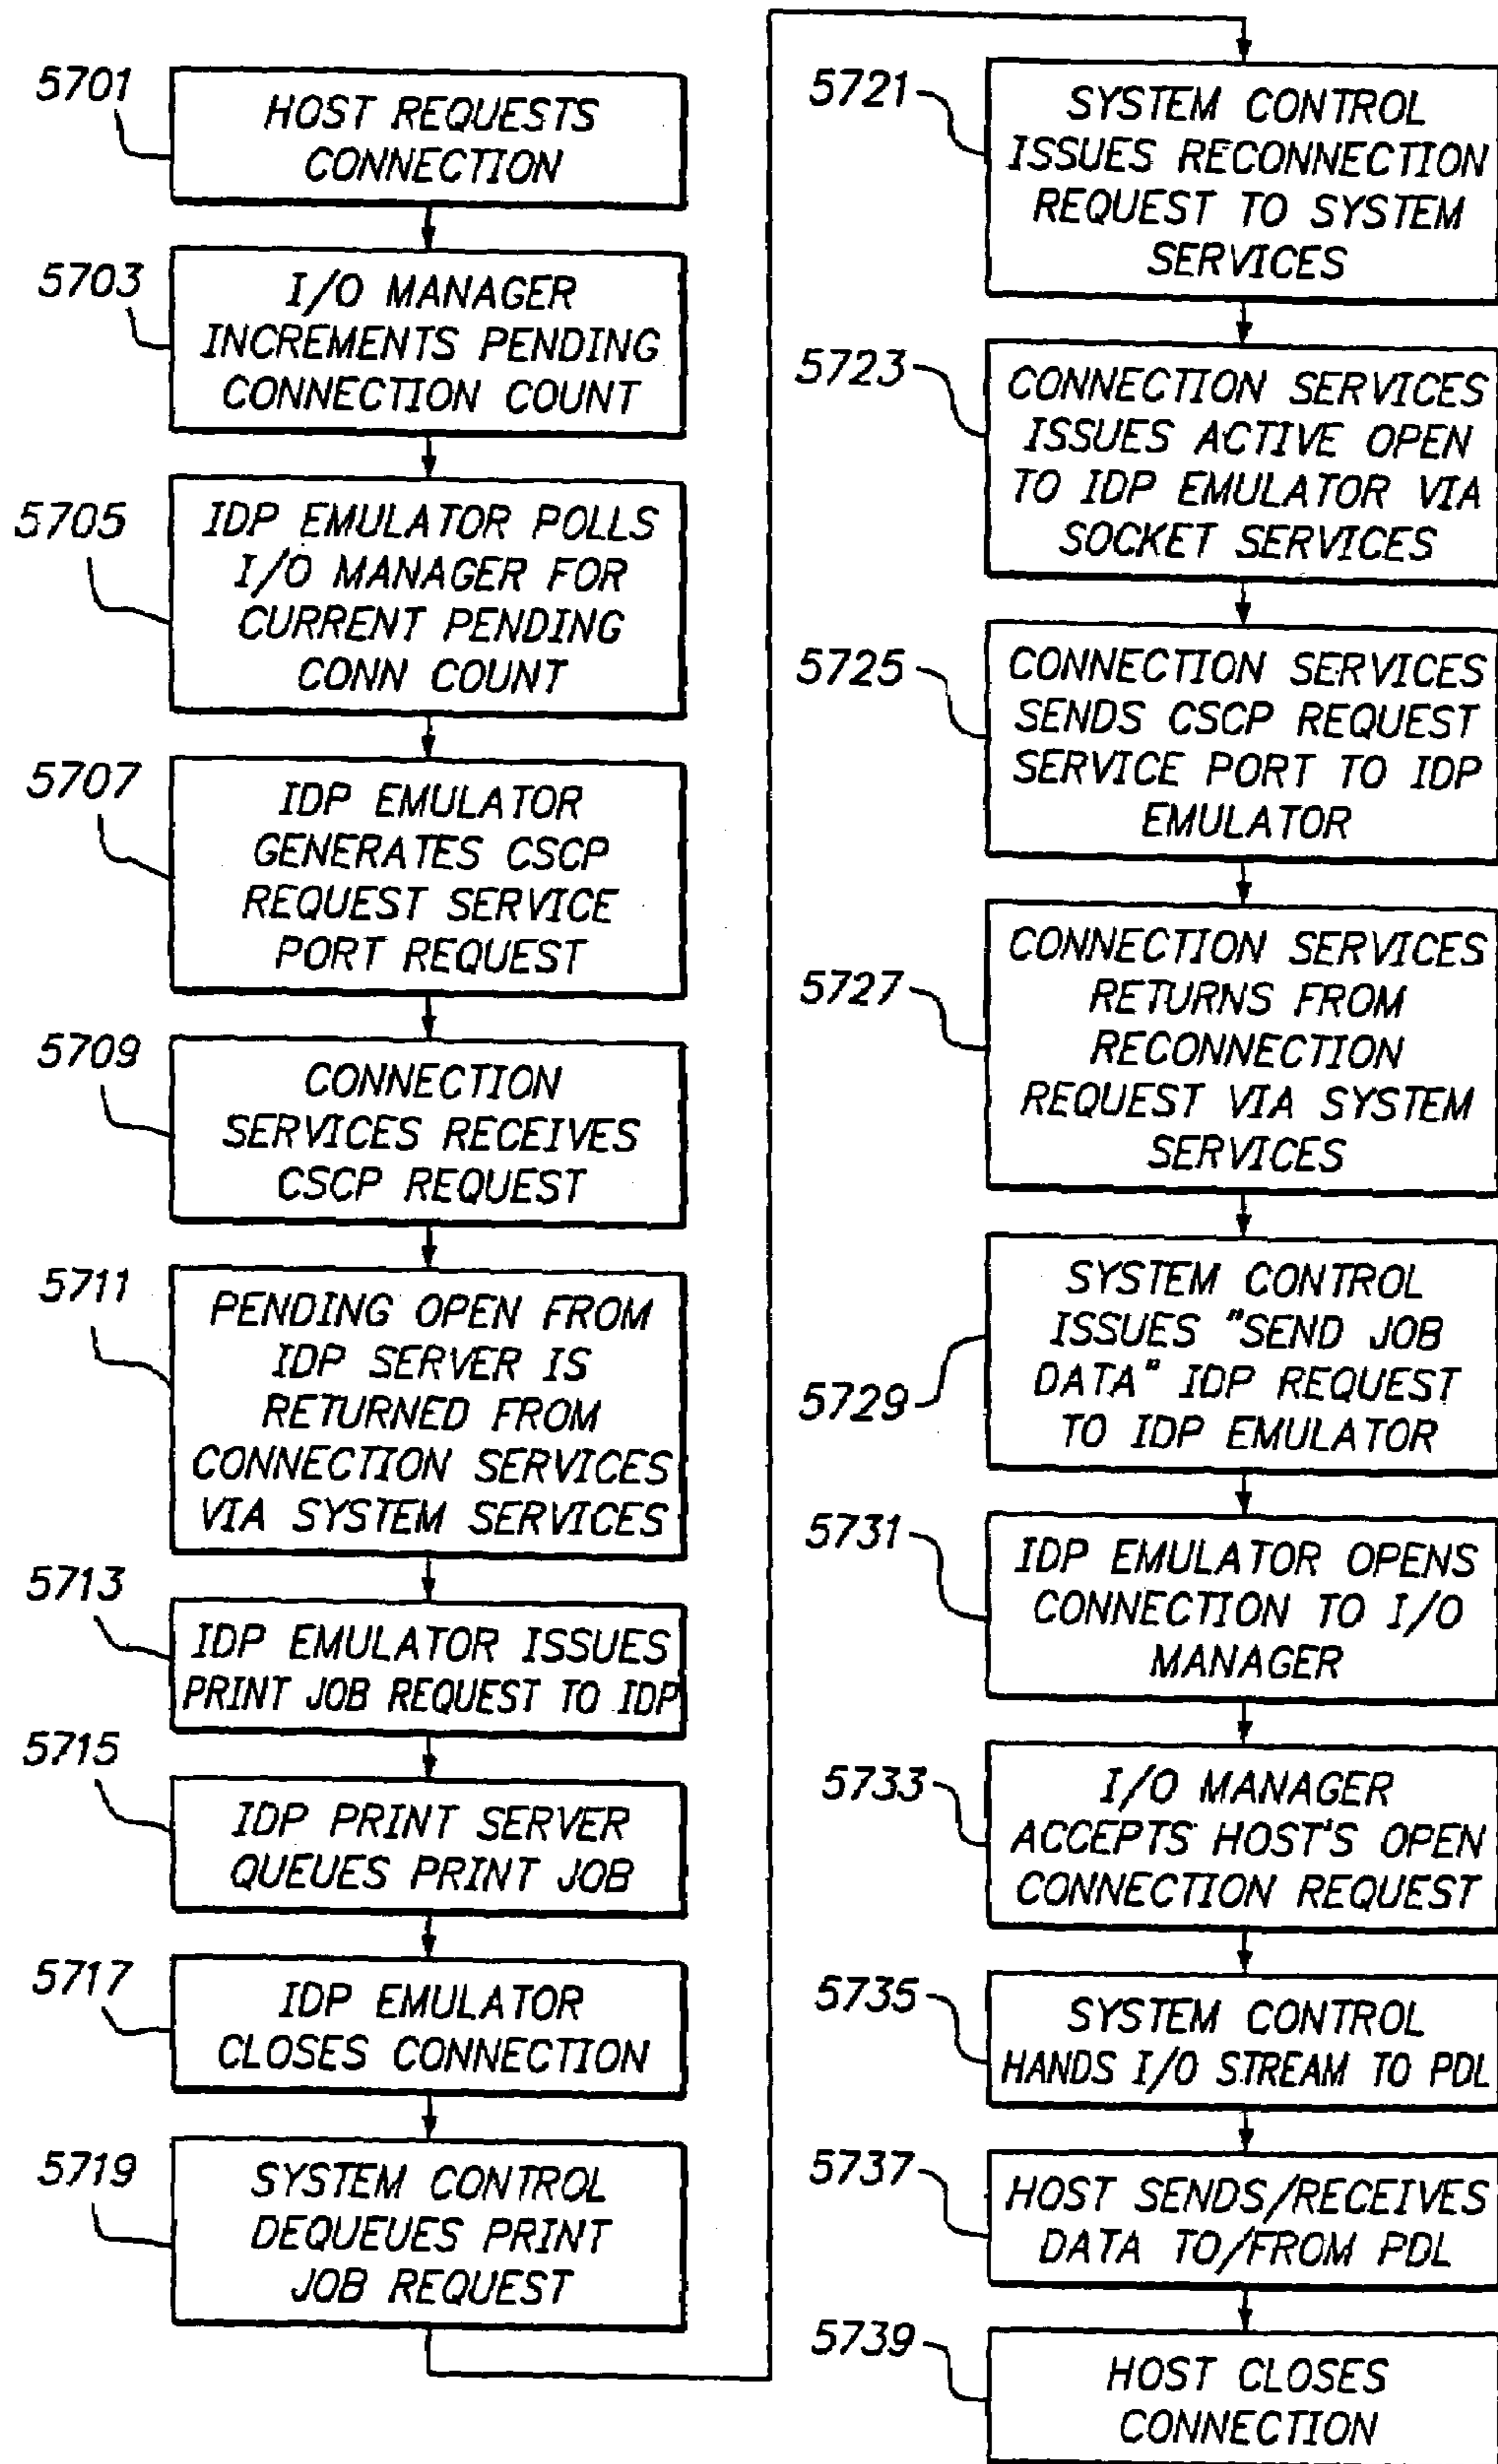 5701
HOST REQUESTS
CONNECTION
5703
I/O MANAGER
INCREMENTS PENDING
CONNECTION COUNT
5705
IDP EMULATOR POLLS
I/O MANAGER FOR
CURRENT PENDING
CONN COUNT
5707
IDP EMULATOR
GENERATES CSCP
REQUEST SERVICE
PORT REQUEST
5709
CONNECTION
SERVICES RECEIVES
CSCP REQUEST
5711
PENDING OPEN FROM
IDP SERVER IS
RETURNED FROM
CONNECTION SERVICES
VIA SYSTEM SERVICES
5713
IDP EMULATOR ISSUES
PRINT JOB REQUEST TO IDP
5715
IDP PRINT SERVER
QUEUES PRINT JOB
5717
IDP EMULATOR
CLOSES CONNECTION
5719
SYSTEM CONTROL
DEQUEUES PRINT
JOB REQUEST
5721
SYSTEM CONTROL
ISSUES RECONNECTION
REQUEST TO SYSTEM
SERVICES
5723
CONNECTION SERVICES
ISSUES ACTIVE OPEN
TO IDP EMULATOR VIA
SOCKET SERVICES
5725
CONNECTION SERVICES
SENDS CSCP REQUEST
SERVICE PORT TO IDP
EMULATOR
5727
CONNECTION SERVICES
RETURNS FROM
RECONNECTION
REQUEST VIA SYSTEM
SERVICES
5729
SYSTEM CONTROL
ISSUES "SEND JOB
DATA" IDP REQUEST
TO IDP EMULATOR
5731
IDP EMULATOR OPENS
CONNECTION TO I/O
MANAGER
5733
I/O MANAGER
ACCEPTS HOST'S OPEN
CONNECTION REQUEST
5735
SYSTEM CONTROL
HANDS I/O STREAM TO PDL
5737
HOST SENDS/RECEIVES
DATA TO/FROM PDL
5739
HOST CLOSES
CONNECTION